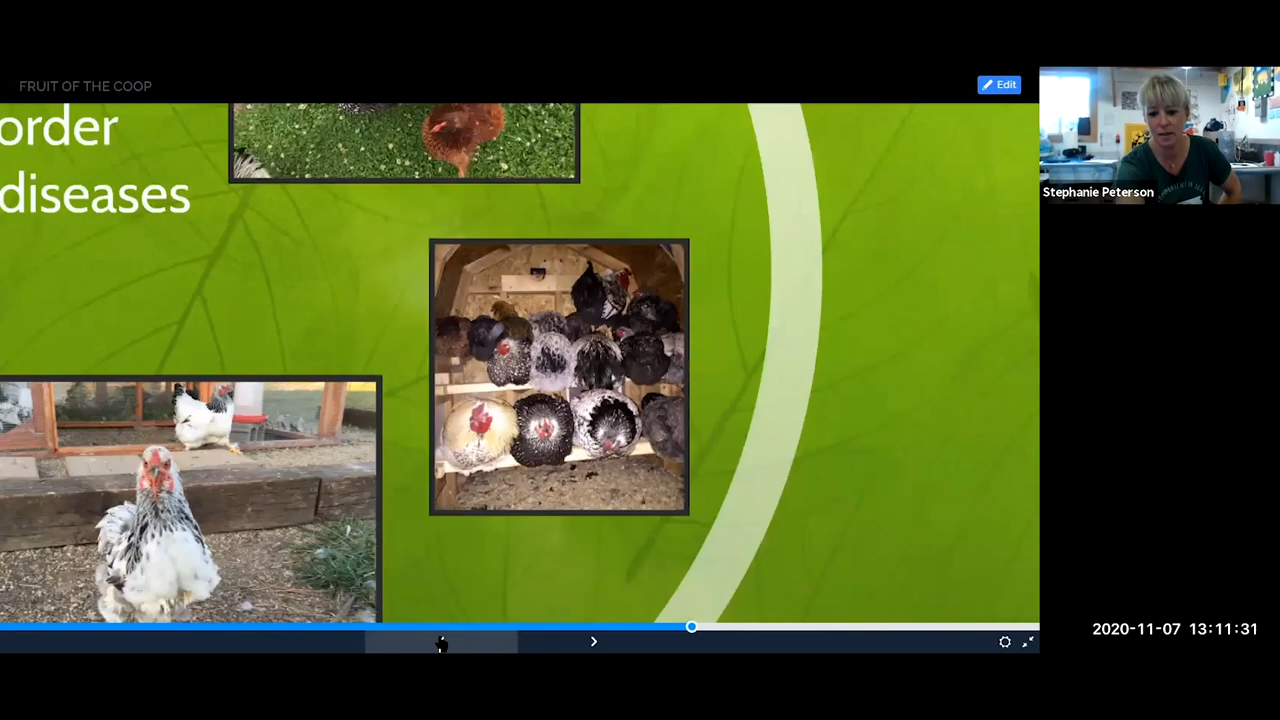 FRUIT OF THE COOP
Edit
order
diseases
Stephanie Peterson
2020-11-07 13:11:31